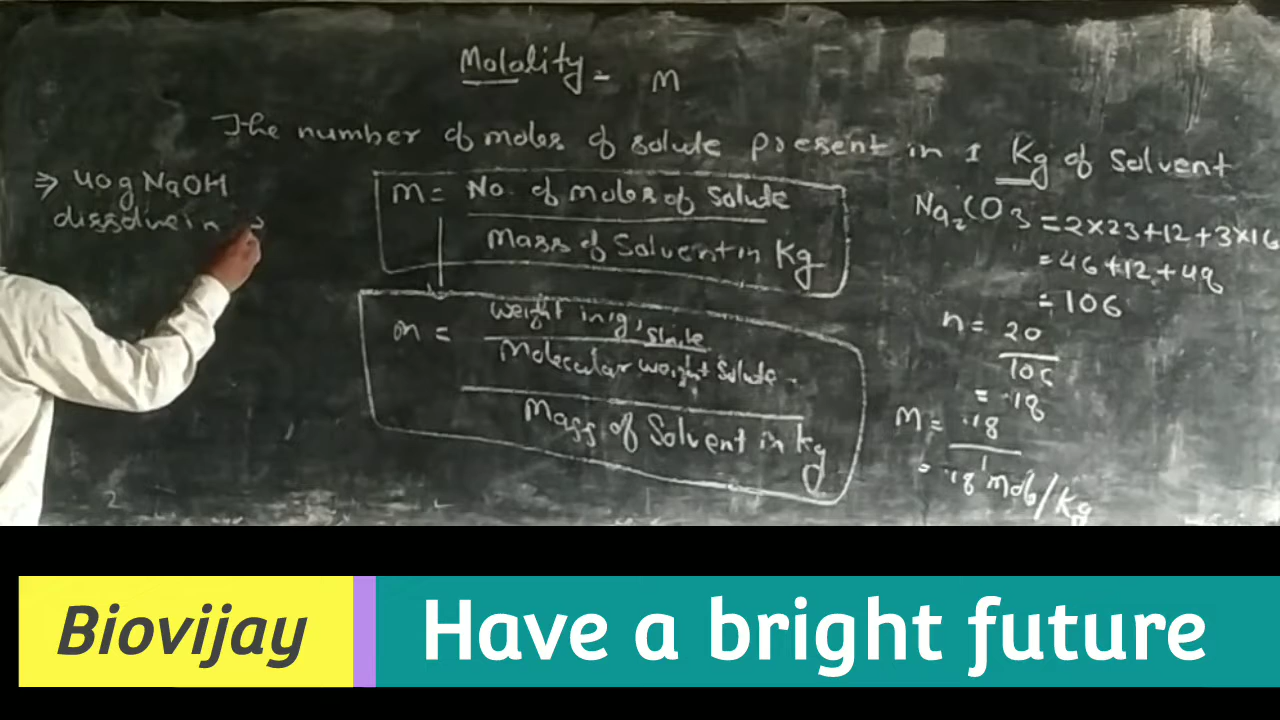 Molality = m
The number of moles of solute present in 1 Kg of Solvent
⇒ 40g NaOH
dissolve in
m = No. of moles of Solute
Mass of Solvent in Kg
m = Weight in g, Solute
Molecular weight Solute
Mass of Solvent in kg
Na₂CO3 = 2×23+12+3×16
= 46+12+48
= 106
n = 20
106
= .18
M = .18
1
= .18 mol/Kg
Biovijay
Have a bright future